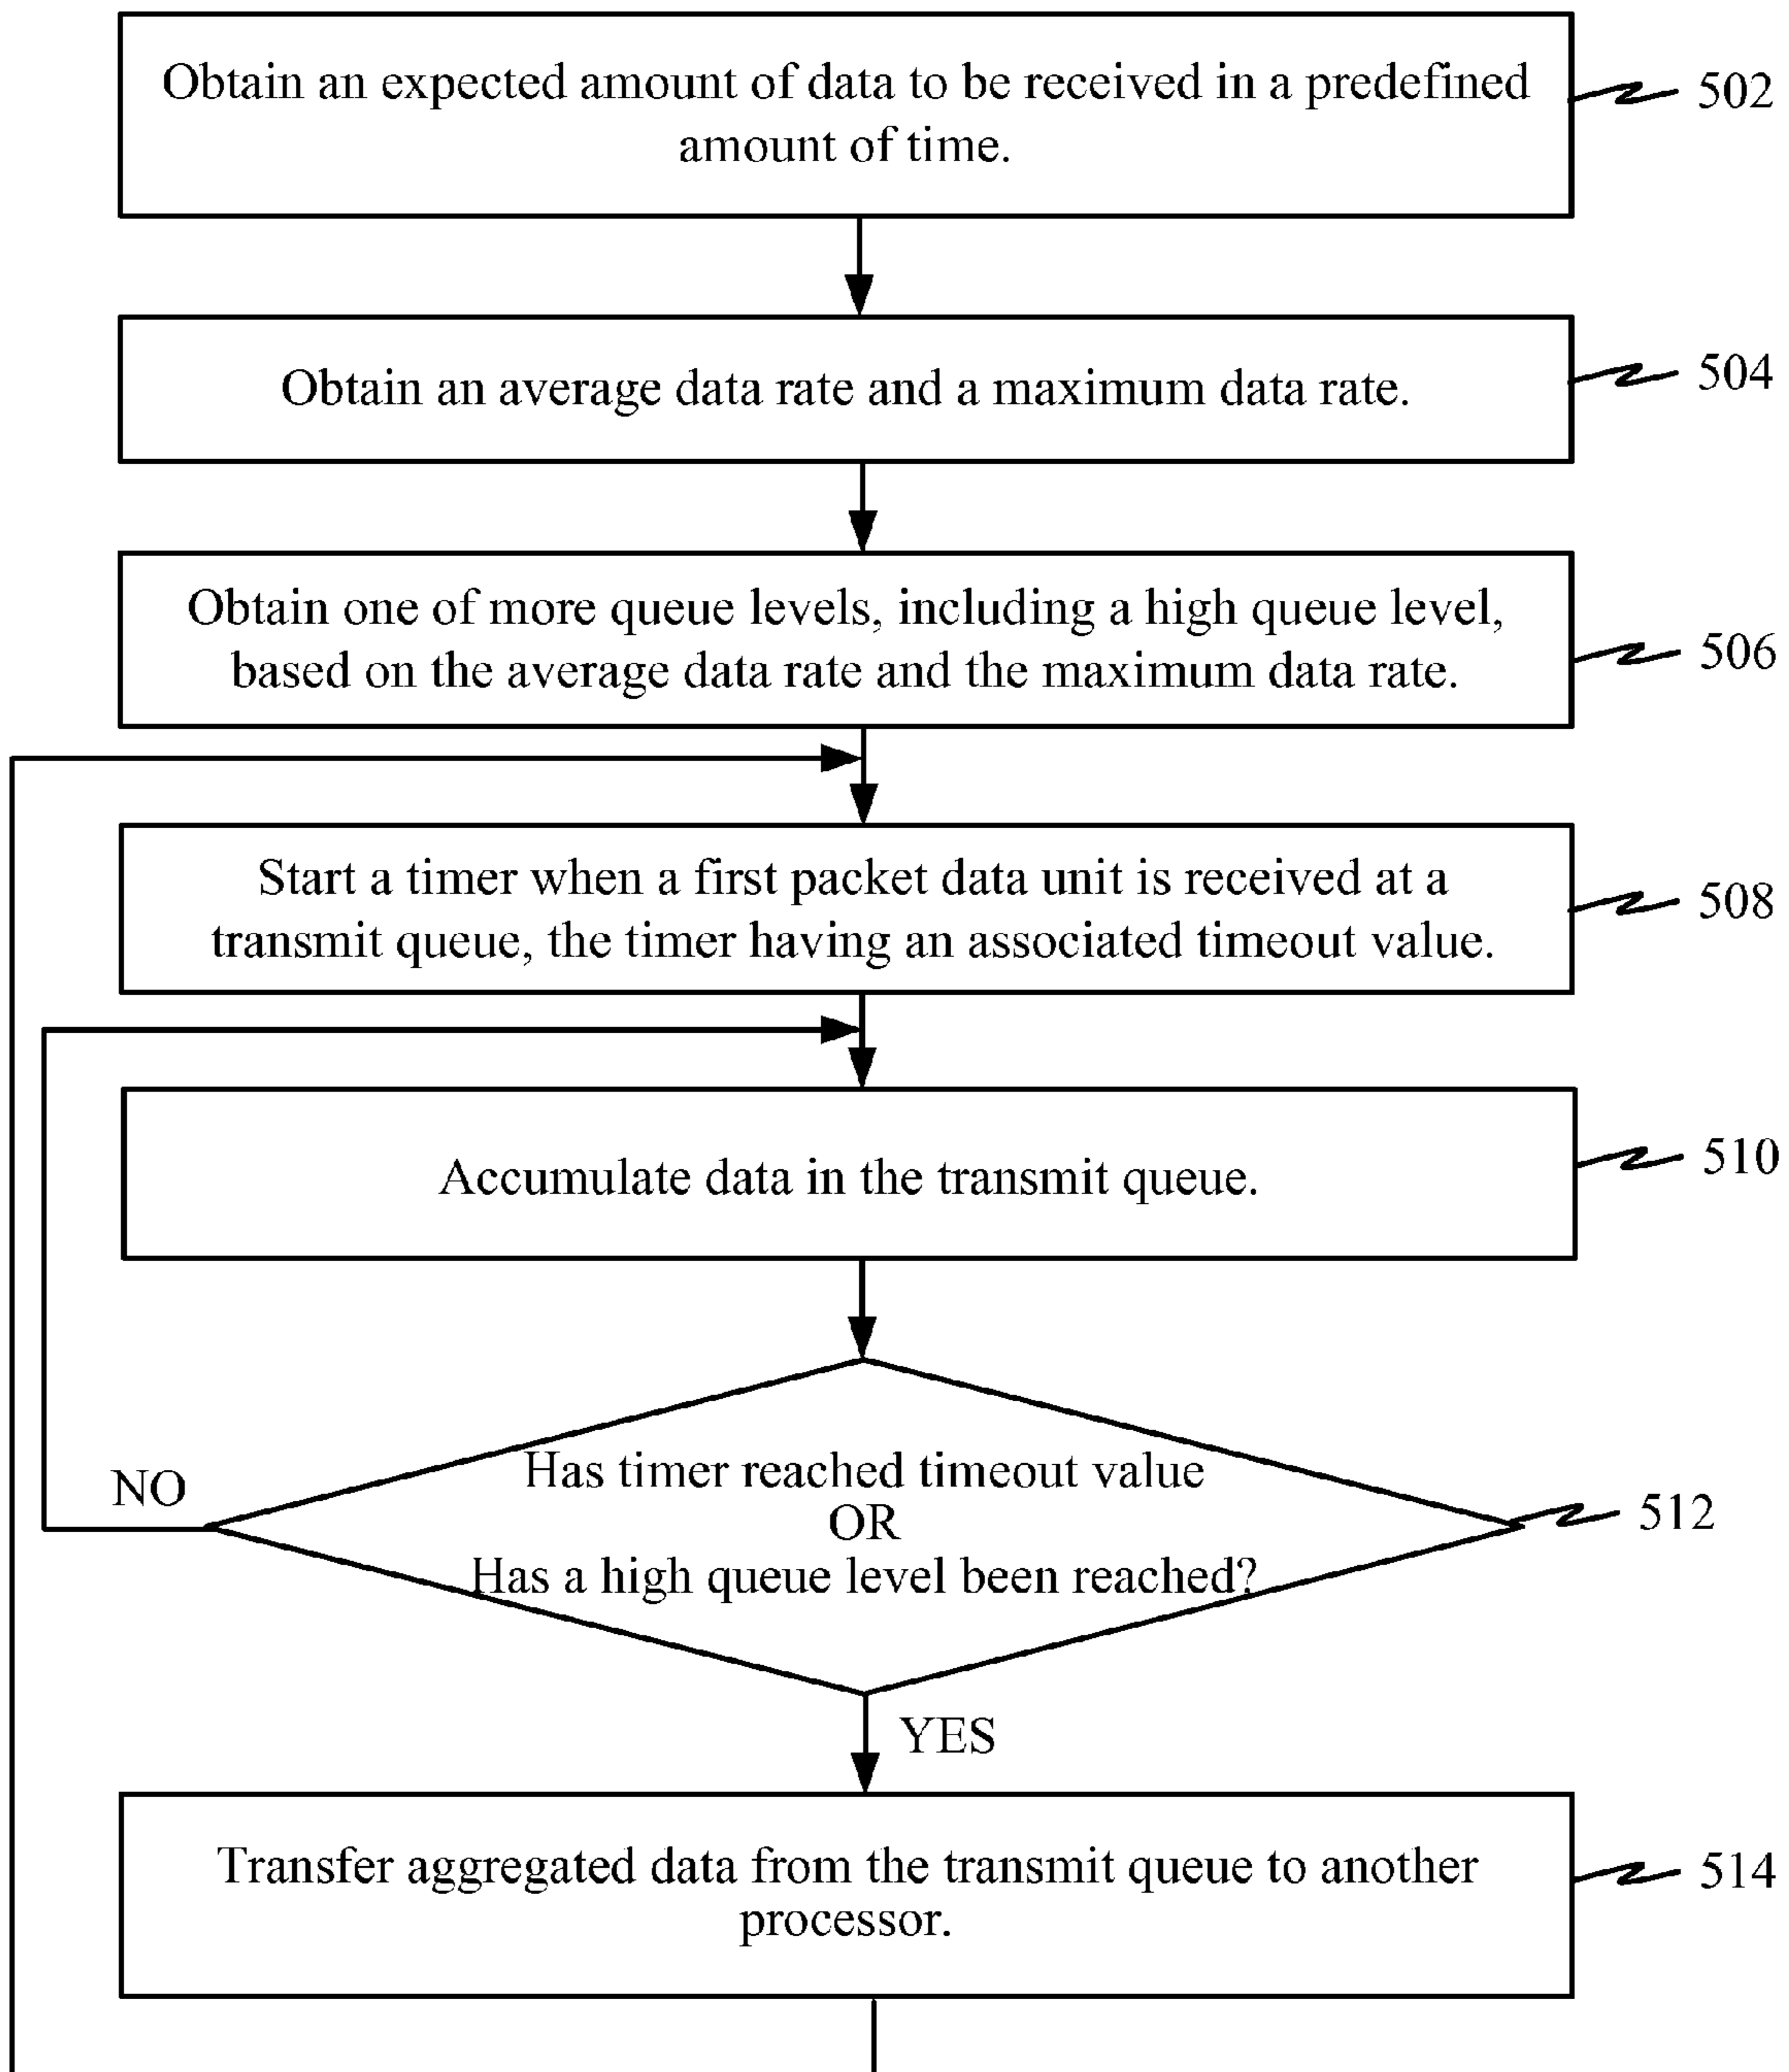 Obtain an expected amount of data to be received in a predefined
amount of time.
502
Obtain an average data rate and a maximum data rate.
504
Obtain one of more queue levels, including a high queue level,
based on the average data rate and the maximum data rate.
506
Start a timer when a first packet data unit is received at a
transmit queue, the timer having an associated timeout value.
508
Accumulate data in the transmit queue.
510
Has timer reached timeout value
OR
Has a high queue level been reached?
512
NO
YES
Transfer aggregated data from the transmit queue to another
processor.
514